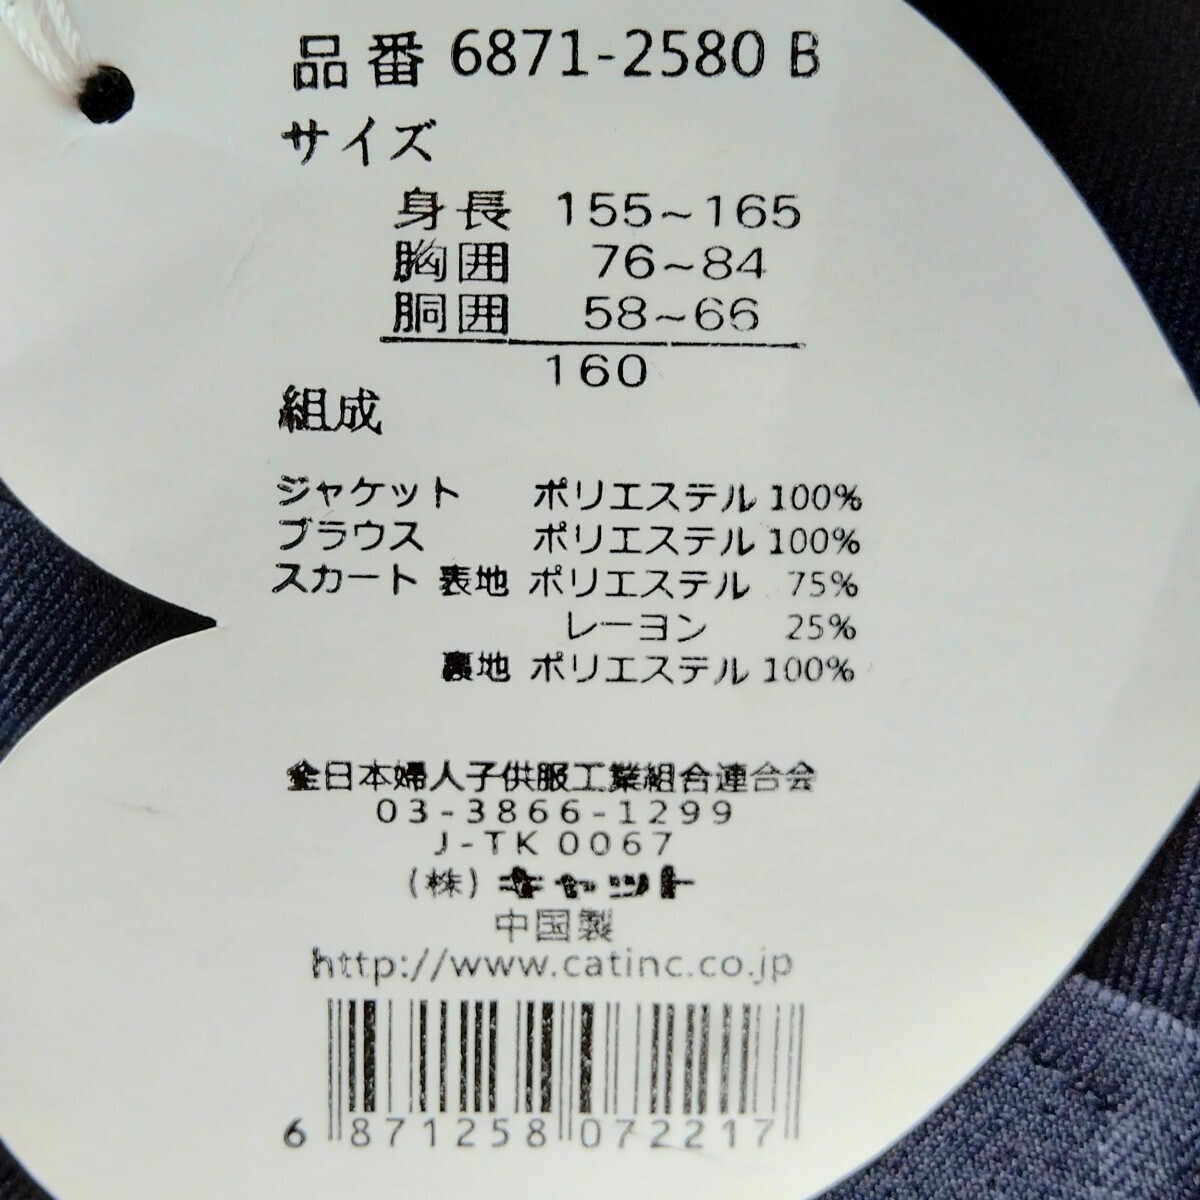 品番 6871-2580 B
サイズ
身長 155~165
胸囲 76~84
胴囲 58~66
160
組成
ジャケット ポリエステル 100%
ブラウス ポリエステル 100%
スカート 表地 ポリエステル 75%
レーヨン 25%
裏地 ポリエステル 100%
全日本婦人子供服工業組合連合会
03-3866-1299
J-TK 0067
(株) キャット
中国製
http://www.catinc.co.jp
6 871258 072217